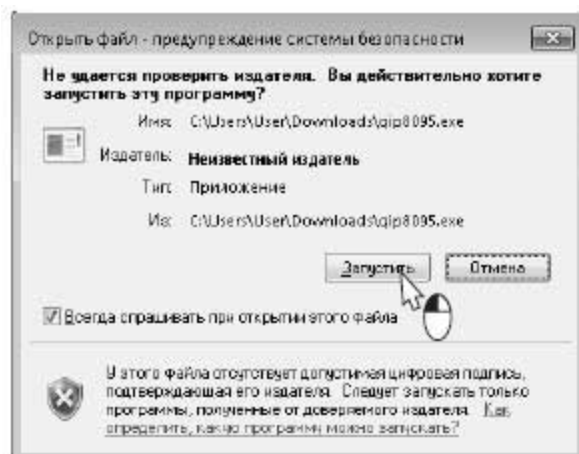 Открыть файл - предупреждение системы безопасности
Не удается проверить издателя. Вы действительно хотите
запустить эту программу?
Имя: C:\Users\User\Downloads\qip8095.exe
Издатель: Неизвестный издатель
Тип: Приложение
Из: C:\Users\User\Downloads\qip8095.exe
Запустить Отмена
Всегда спрашивать при открытии этого файла
У этого файла отсутствует допустимая цифровая подпись,
подтверждающая его издателя. Следует запускать только
программы, полученные от доверяемого издателя. Как
определить, какую программу можно запускать?